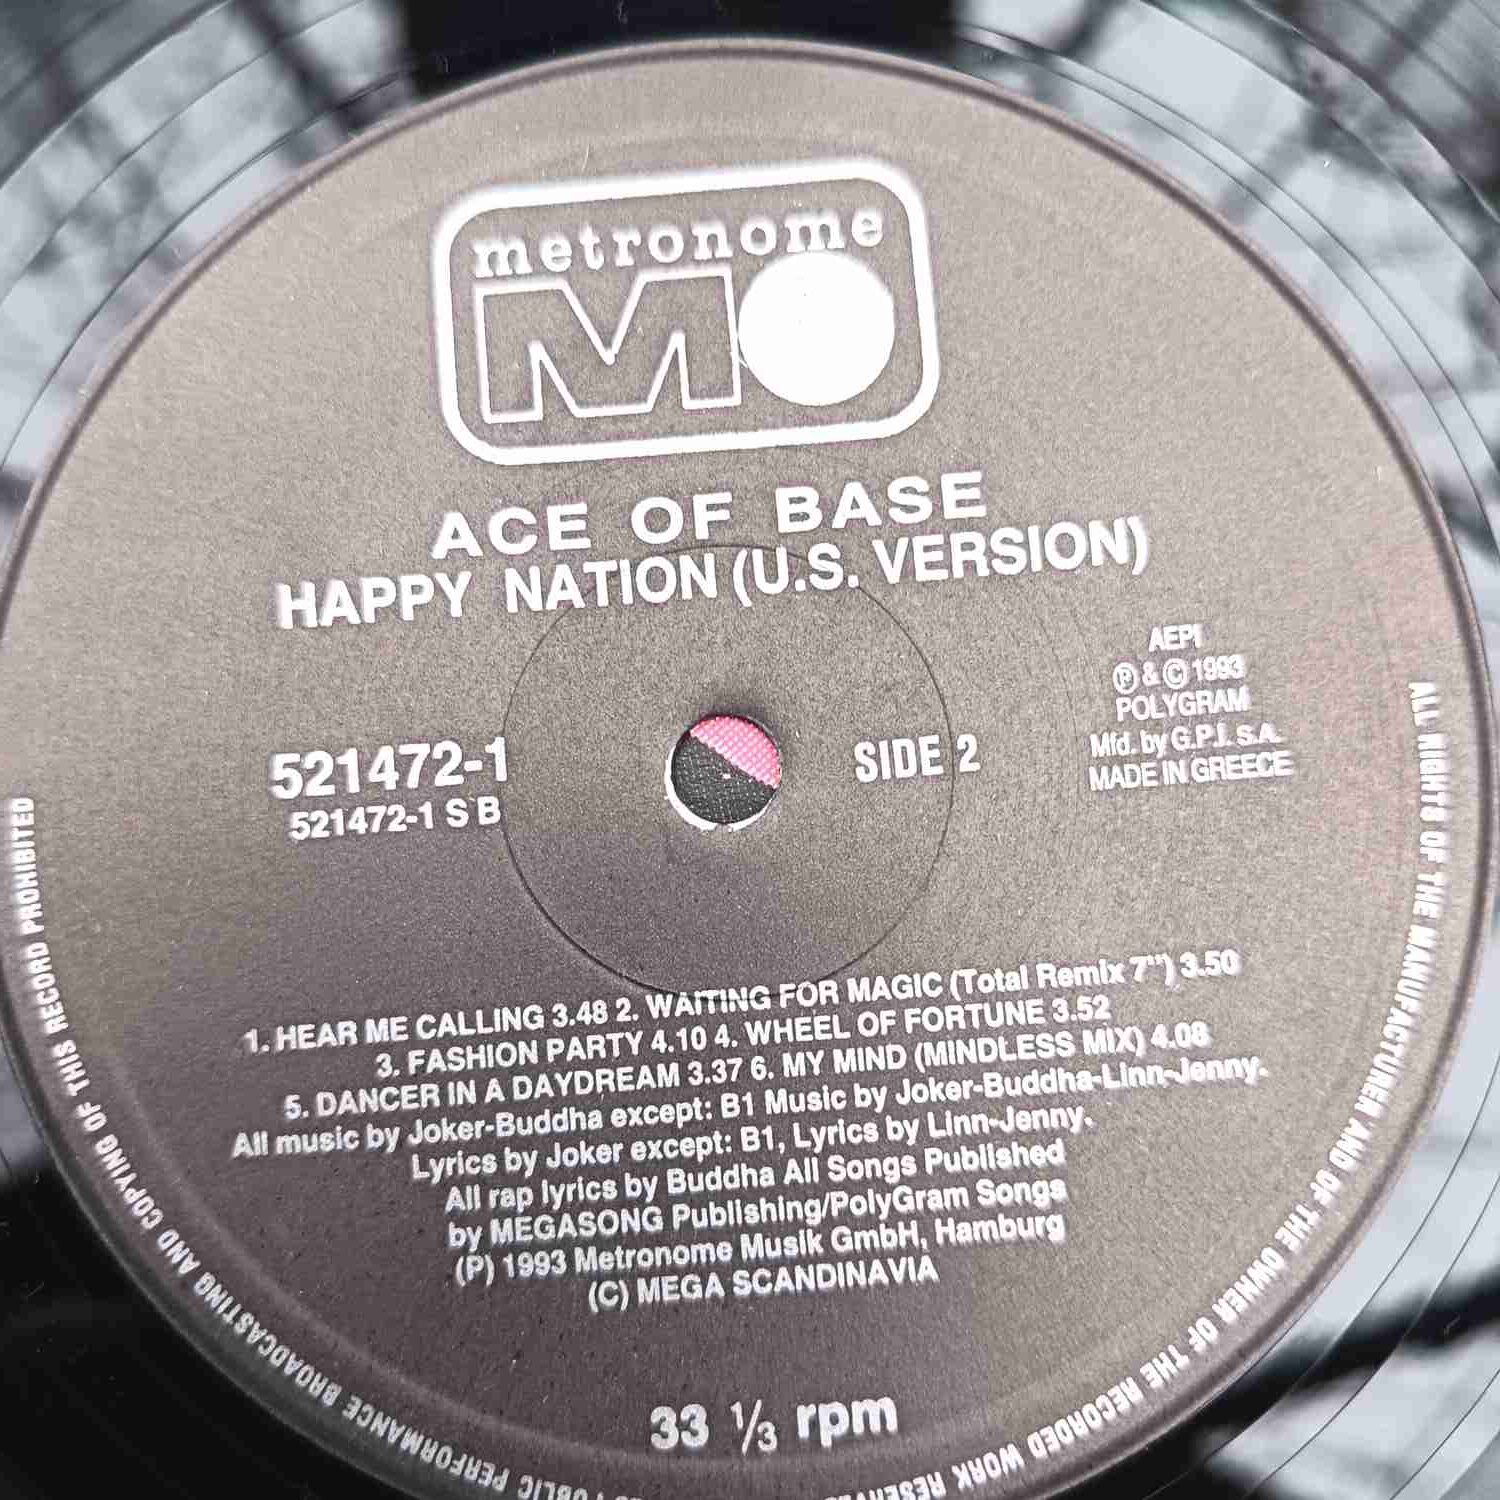 metronome
ACE OF BASE
HAPPY NATION (U.S. VERSION)
AEPI
Ⓟ & Ⓒ 1993
POLYGRAM
Mfd. by G.P.I. S.A.
MADE IN GREECE
521472-1
521472-1 S B
SIDE 2
1. HEAR ME CALLING 3.48 2. WAITING FOR MAGIC (Total Remix 7") 3.50
3. FASHION PARTY 4.10 4. WHEEL OF FORTUNE 3.52
5. DANCER IN A DAYDREAM 3.37 6. MY MIND (MINDLESS MIX) 4.08
All music by Joker-Buddha except: B1 Music by Joker-Buddha-Linn-Jenny.
Lyrics by Joker except: B1, Lyrics by Linn-Jenny.
All rap lyrics by Buddha All Songs Published
by MEGASONG Publishing/PolyGram Songs
(P) 1993 Metronome Musik GmbH, Hamburg
(C) MEGA SCANDINAVIA
33 1/3 rpm
ALL RIGHTS OF THE MANUFACTURER AND OF THE OWNER OF THE RECORDED WORK PUBLIC PERFORMANCE BROADCASTING AND COPYING OF THIS RECORD PROHIBITED